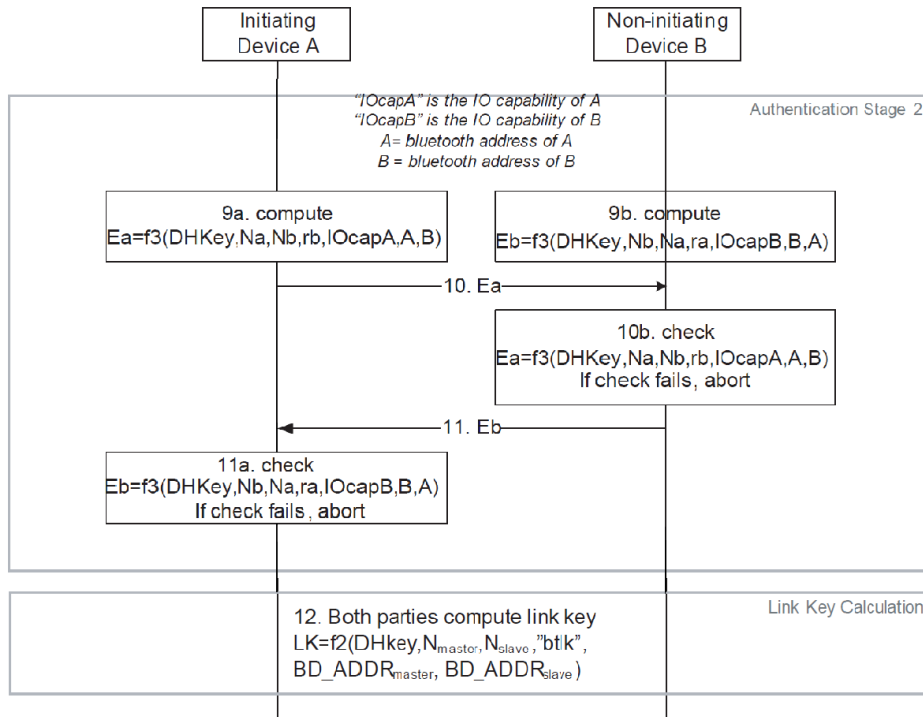 Initiating
Device A
Non-initiating
Device B
"IOcapA" is the IO capability of A
"IOcapB" is the IO capability of B
A= bluetooth address of A
B = bluetooth address of B
Authentication Stage 2
9a. compute
Ea=f3(DHKey,Na,Nb,rb,IOcapA,A,B)
9b. compute
Eb=f3(DHKey,Nb,Na,ra,IOcapB,B,A)
10. Ea
10b. check
Ea=f3(DHKey,Na,Nb,rb,IOcapA,A,B)
If check fails, abort
11. Eb
11a. check
Eb=f3(DHKey,Nb,Na,ra,IOcapB,B,A)
If check fails, abort
Link Key Calculation
12. Both parties compute link key
LK=f2(DHkey,Nmaster,Nslave,"btlk",
BD_ADDRmaster, BD_ADDRslave)